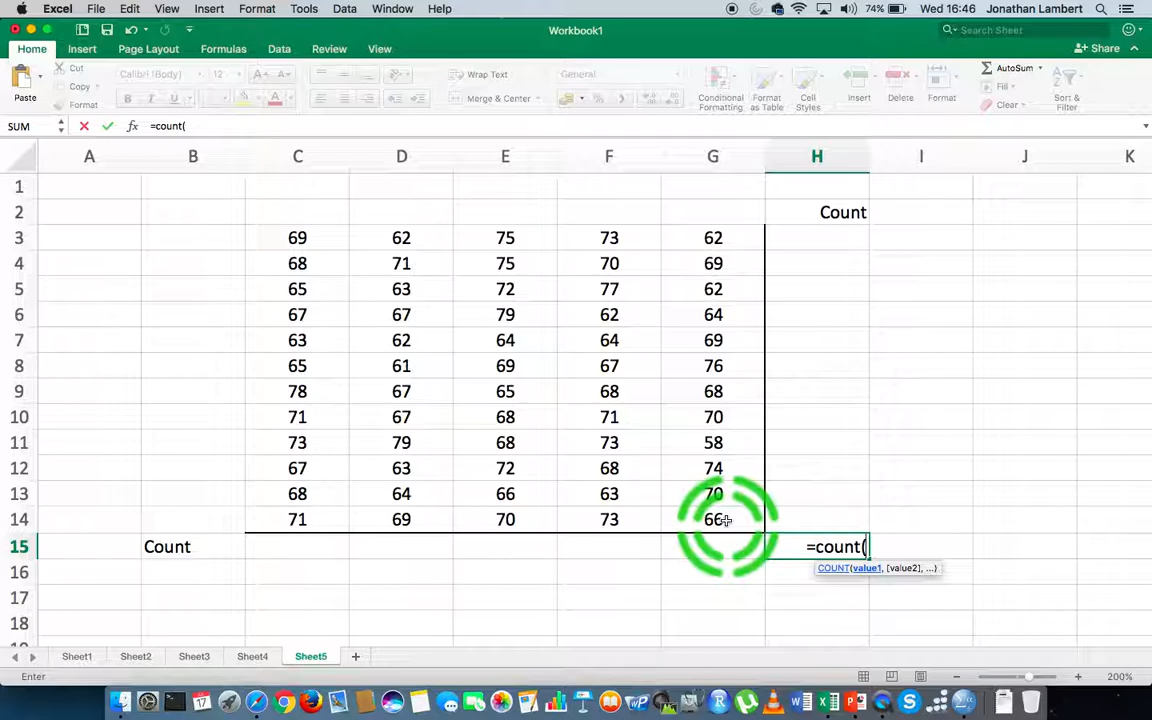 Excel File Edit View Insert Format Tools Data Window Help 74% Wed 16:46 Jonathan Lambert
Workbook1 Search Sheet
Home Insert Page Layout Formulas Data Review View Share
Paste Cut Copy Format Calibri (Body) 12 A A B I U A Wrap Text Merge & Center General % Conditional Formatting Format as Table Cell Styles Insert Delete Format AutoSum Fill Clear Sort & Filter
SUM fx =count(
A B C D E F G H I J K
1
2 Count
3 69 62 75 73 62
4 68 71 75 70 69
5 65 63 72 77 62
6 67 67 79 62 64
7 63 62 64 64 69
8 65 61 69 67 76
9 78 67 65 68 68
10 71 67 68 71 70
11 73 79 68 73 58
12 67 63 72 68 74
13 68 64 66 63 70
14 71 69 70 73 66
15 Count =count(
16 COUNT(value1, [value2], ...)
17
18
Sheet1 Sheet2 Sheet3 Sheet4 Sheet5
Enter 200%
17 W X P S